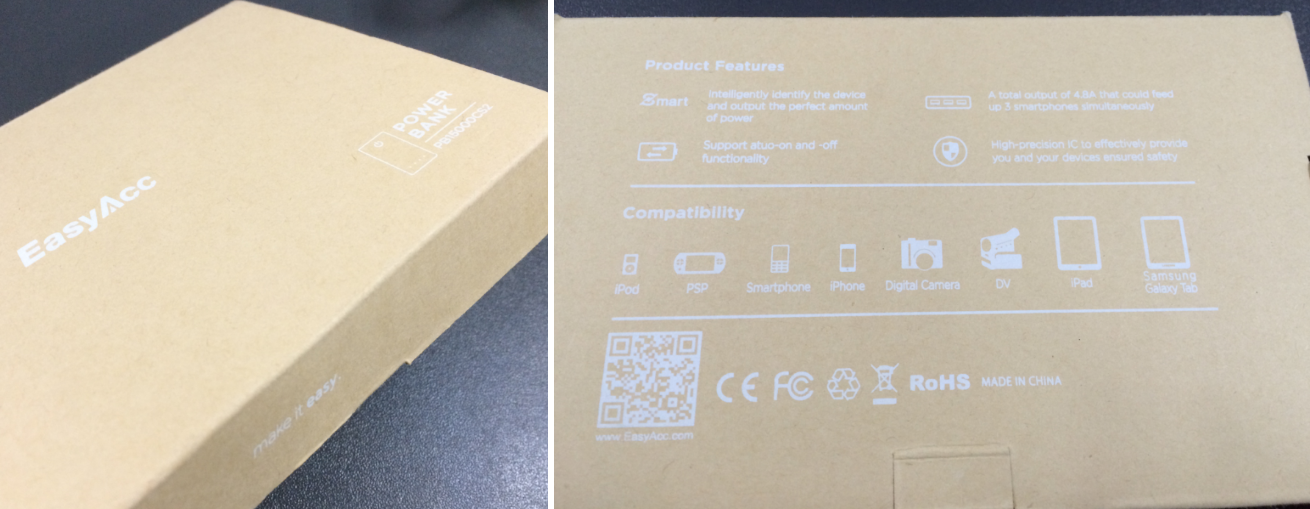 EasyAcc
POWER
BANK
PB15000CB2
make it easy.
Product Features
Smart
Intelligently identify the device
and output the perfect amount
of power
A total output of 4.8A that could feed
up 3 smartphones simultaneously
Support atuo-on and -off
functionality
High-precision IC to effectively provide
you and your devices ensured safety
Compatibility
iPod
PSP
Smartphone
iPhone
Digital Camera
DV
iPad
Samsung
Galaxy Tab
CE FC RoHS MADE IN CHINA
www.EasyAcc.com